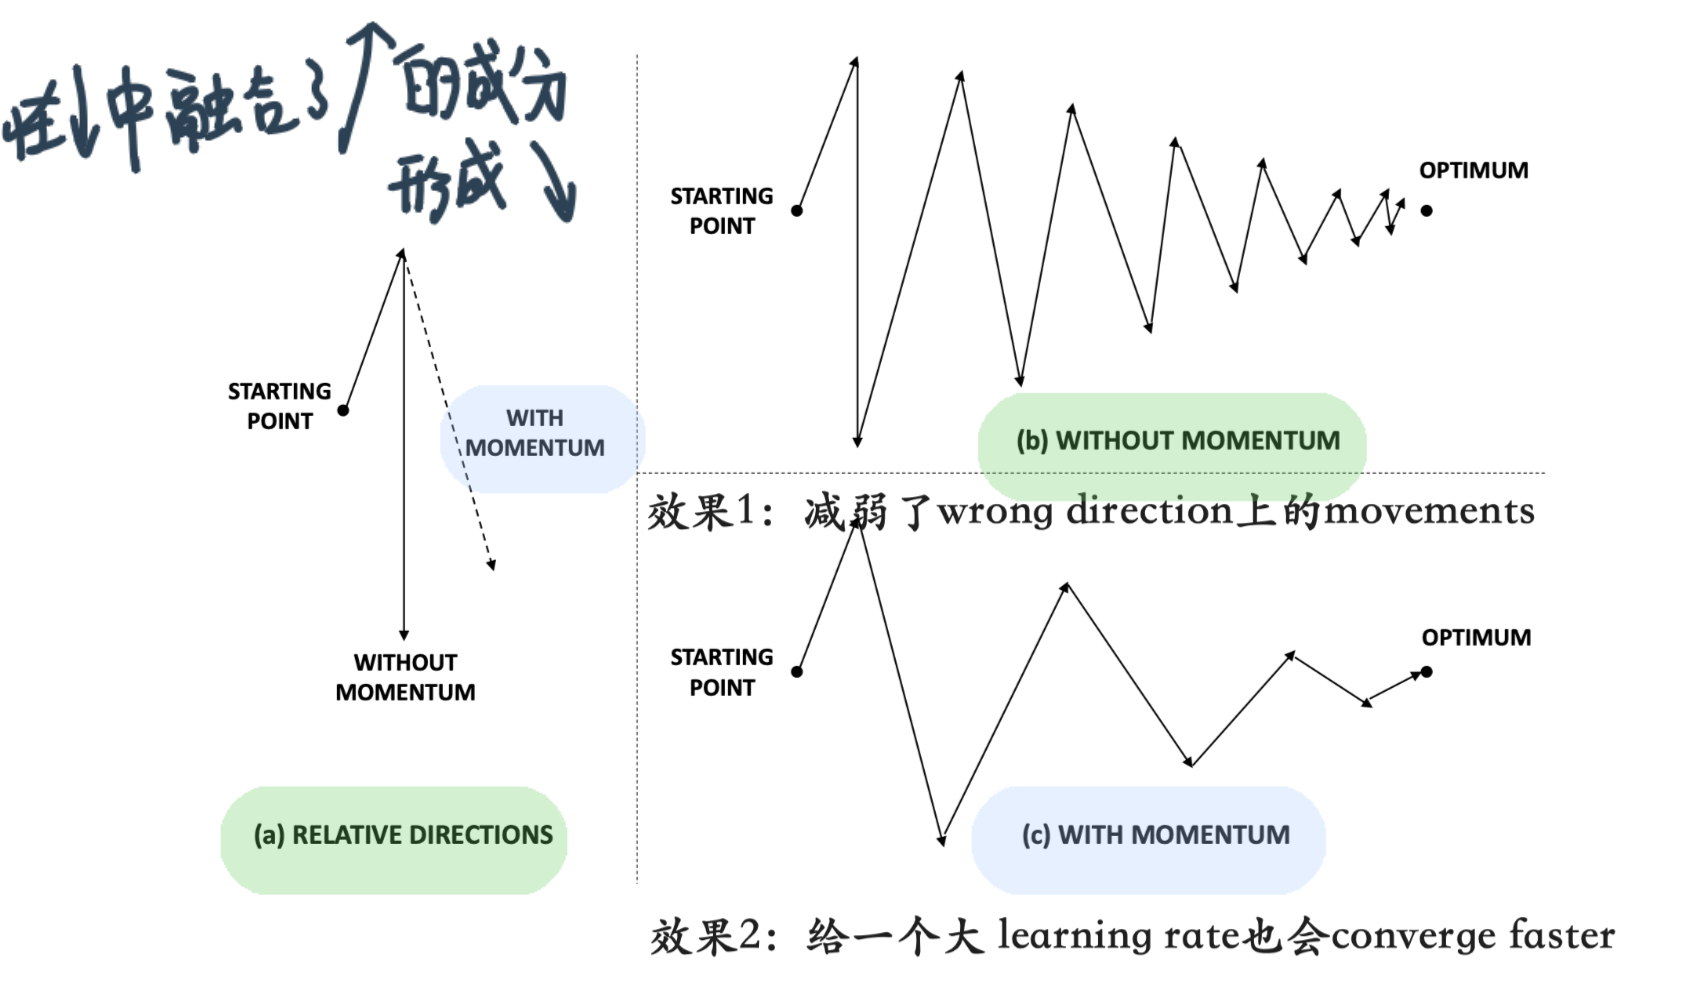 在↓中融合了↗的成分
形成↘
STARTING
POINT
WITH
MOMENTUM
WITHOUT
MOMENTUM
(a) RELATIVE DIRECTIONS
STARTING
POINT
OPTIMUM
(b) WITHOUT MOMENTUM
效果1：减弱了wrong direction上的movements
STARTING
POINT
OPTIMUM
(c) WITH MOMENTUM
效果2：给一个大 learning rate也会converge faster